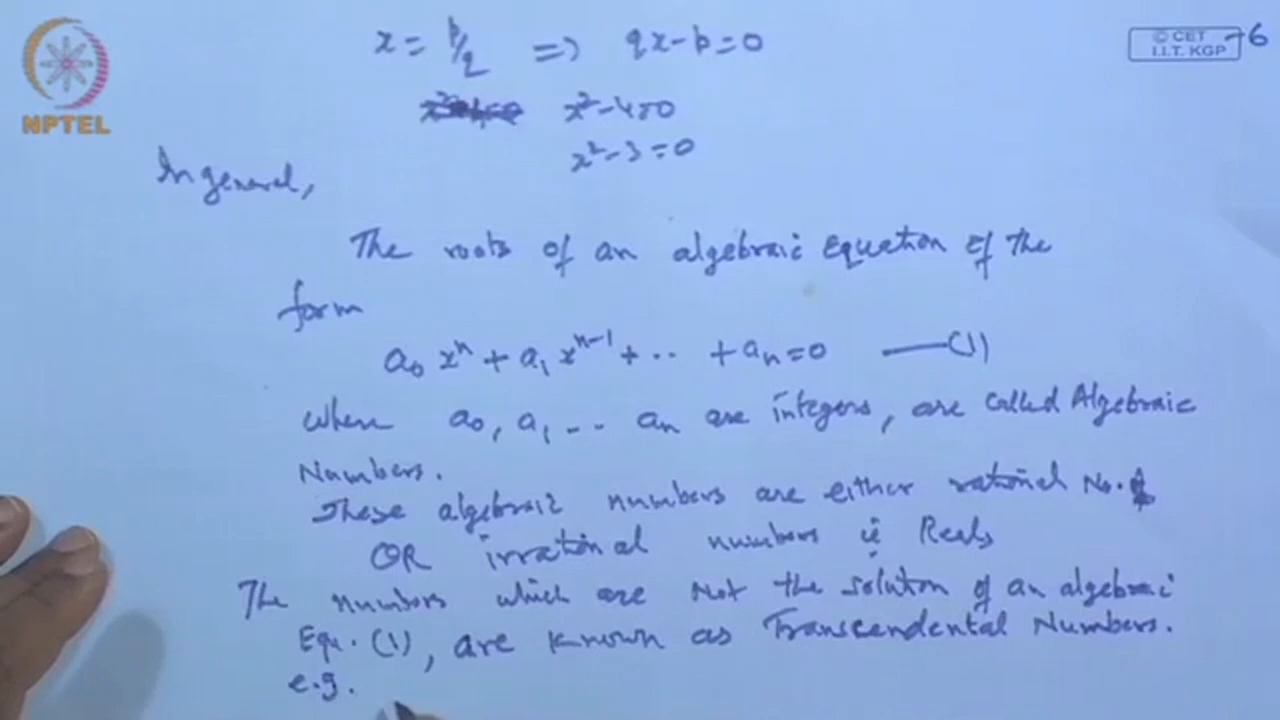 x = p/q => qx - p = 0
© CET
I.I.T. KGP
-6
NPTEL
x² - 4 = 0
x² - 3 = 0
In general,
The roots of an algebraic Equation of the
form
a₀ xⁿ + a₁ xⁿ⁻¹ + .. + aₙ = 0 —(1)
where a₀, a₁ -.. aₙ are integers, are called Algebraic
Numbers.
These algebraic numbers are either rational No.
OR irrational numbers ie Reals
The numbers which are Not the solution of an algebraic
Equ. (1), are known as Transcendental Numbers.
e.g.